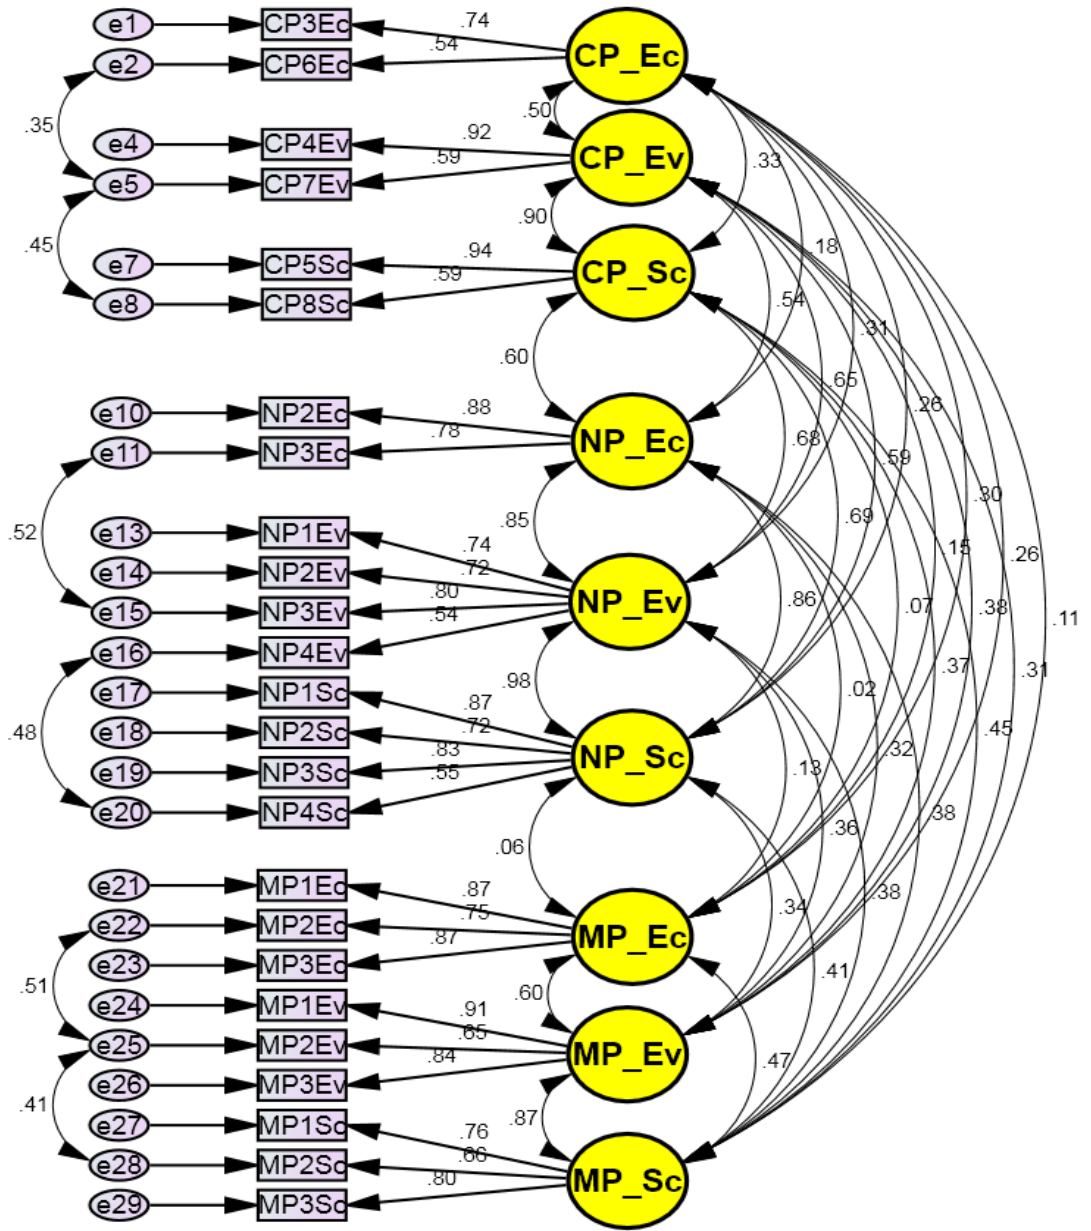 e1 CP3Ec .74 CP_Ec
e2 CP6Ec .54
.35 .50
e4 CP4Ev .92 CP_Ev .33
e5 CP7Ev .59
.45 .90 .18
e7 CP5Sc .94 CP_Sc
e8 CP8Sc .59 .54
.31
.60
.65
.26
e10 NP2Ec .88 NP_Ec .68
e11 NP3Ec .78 .59
.30
.52 .85 .69
e13 NP1Ev .74 .15 .26
e14 NP2Ev .72 NP_Ev
e15 NP3Ev .80 .86 .07 .38 .11
e16 NP4Ev .54
.98 .37 .31
e17 NP1Sc .87 .02
.48 .45
e18 NP2Sc .72 NP_Sc .32
e19 NP3Sc .83 .13
e20 NP4Sc .55 .38
.36
.06
e21 MP1Ec .87 .38
e22 MP2Ec .75 MP_Ec .34
e23 MP3Ec .87 .41
.51 .60
e24 MP1Ev .91
e25 MP2Ev .65 MP_Ev
e26 MP3Ev .84 .47
.41 .87
e27 MP1Sc .76
e28 MP2Sc .66 MP_Sc
e29 MP3Sc .80